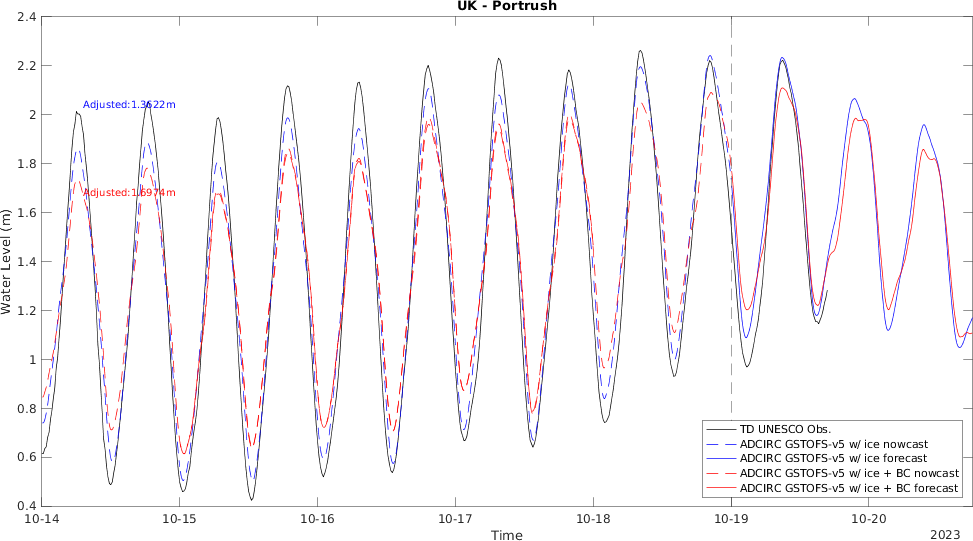 UK - Portrush
2.4
2.2
2
1.8
1.6
1.4
1.2
1
0.8
0.6
0.4
Water Level (m)
Adjusted:1.3622m
Adjusted:1.6974m
TD UNESCO Obs.
ADCIRC GSTOFS-v5 w/ ice nowcast
ADCIRC GSTOFS-v5 w/ ice forecast
ADCIRC GSTOFS-v5 w/ ice + BC nowcast
ADCIRC GSTOFS-v5 w/ ice + BC forecast
10-14 10-15 10-16 10-17 10-18 10-19 10-20
Time
2023